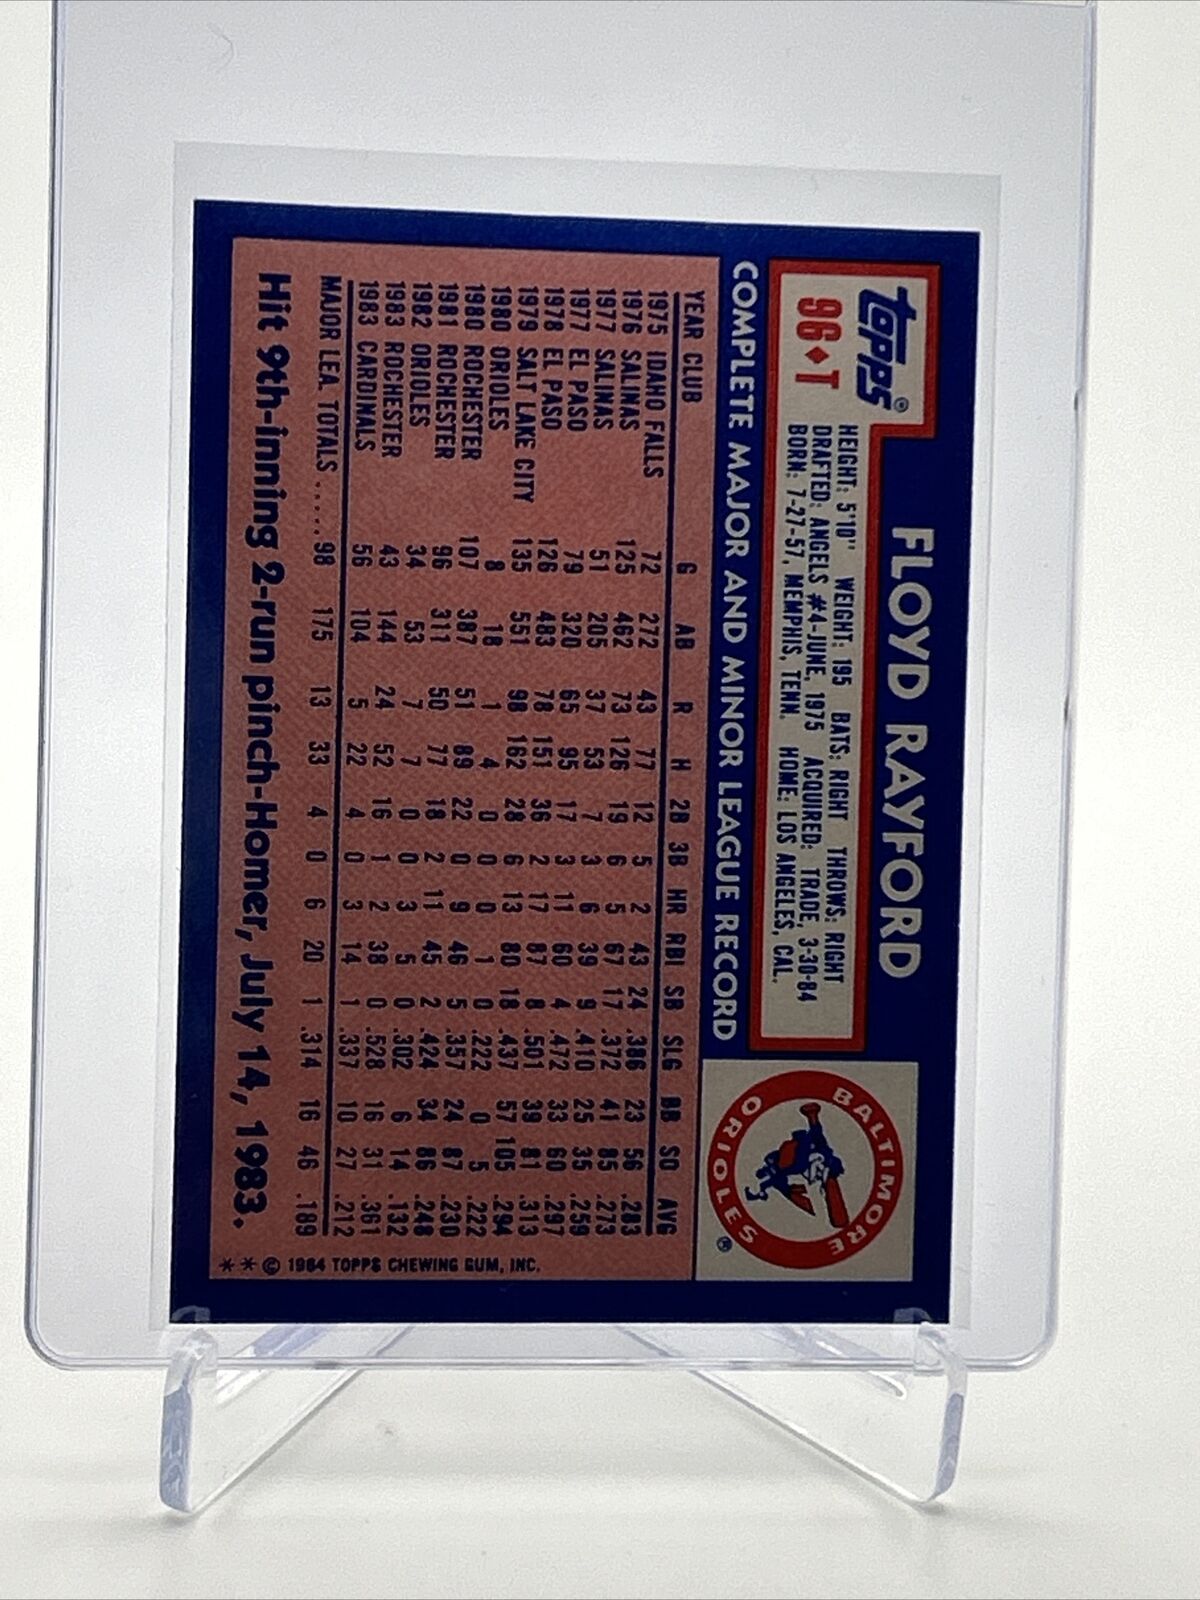 Topps®
96♦T
FLOYD RAYFORD
HEIGHT: 5'10" WEIGHT: 195 BATS: RIGHT THROWS: RIGHT
DRAFTED: ANGELS #4-JUNE, 1975 ACQUIRED: TRADE, 3-30-84
BORN: 7-27-57, MEMPHIS, TENN. HOME: LOS ANGELES, CAL.
BALTIMORE
ORIOLES®
COMPLETE MAJOR AND MINOR LEAGUE RECORD
YEAR CLUB G AB R H 2B 3B HR RBI SB SLG BB SO AVG
1975 IDAHO FALLS 72 272 43 77 12 5 2 43 24 .386 23 56 .283
1976 SALINAS 125 462 73 126 19 6 5 67 17 .372 41 85 .273
1977 SALINAS 51 205 37 53 7 3 6 39 9 .410 25 35 .259
1977 EL PASO 79 320 65 95 17 3 11 60 4 .472 33 60 .297
1978 EL PASO 126 483 78 151 36 2 17 87 8 .501 39 81 .313
1979 SALT LAKE CITY 135 551 98 162 28 6 13 80 18 .437 57 105 .294
1980 ORIOLES 8 18 1 4 0 0 0 1 0 .222 0 5 .222
1980 ROCHESTER 107 387 51 89 22 0 9 46 5 .357 24 87 .230
1981 ROCHESTER 96 311 50 77 18 2 11 45 2 .424 34 86 .248
1982 ORIOLES 34 53 7 7 0 0 3 5 0 .302 6 14 .132
1983 ROCHESTER 43 144 24 52 16 1 2 38 0 .528 16 31 .361
1983 CARDINALS 56 104 5 22 4 0 3 14 1 .337 10 27 .212
MAJOR LEA. TOTALS ..... 98 175 13 33 4 0 6 20 1 .314 16 46 .189
Hit 9th-inning 2-run pinch-Homer, July 14, 1983.
** © 1984 TOPPS CHEWING GUM, INC.